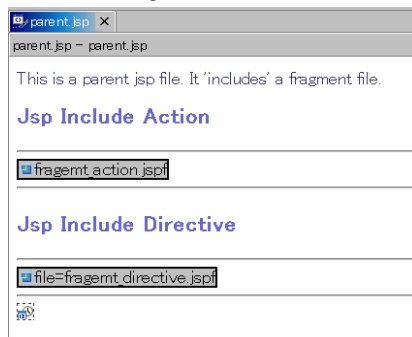 parent.jsp
parent.jsp - parent.jsp
This is a parent jsp file. It 'includes' a fragment file.
Jsp Include Action
fragemt_action.jspf
Jsp Include Directive
file=fragemt_directive.jspf